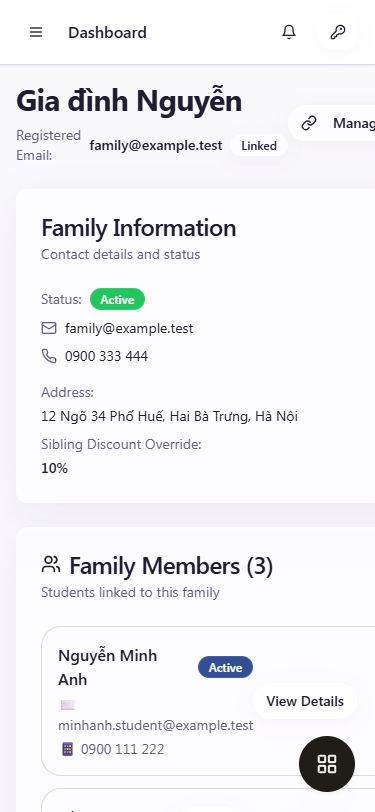 Dashboard
Gia đình Nguyễn
Manag
Registered
Email:
family@example.test
Linked
Family Information
Contact details and status
Status: Active
family@example.test
0900 333 444
Address:
12 Ngõ 34 Phố Huế, Hai Bà Trưng, Hà Nội
Sibling Discount Override:
10%
Family Members (3)
Students linked to this family
Nguyễn Minh
Anh
Active
minhanh.student@example.test
0900 111 222
View Details